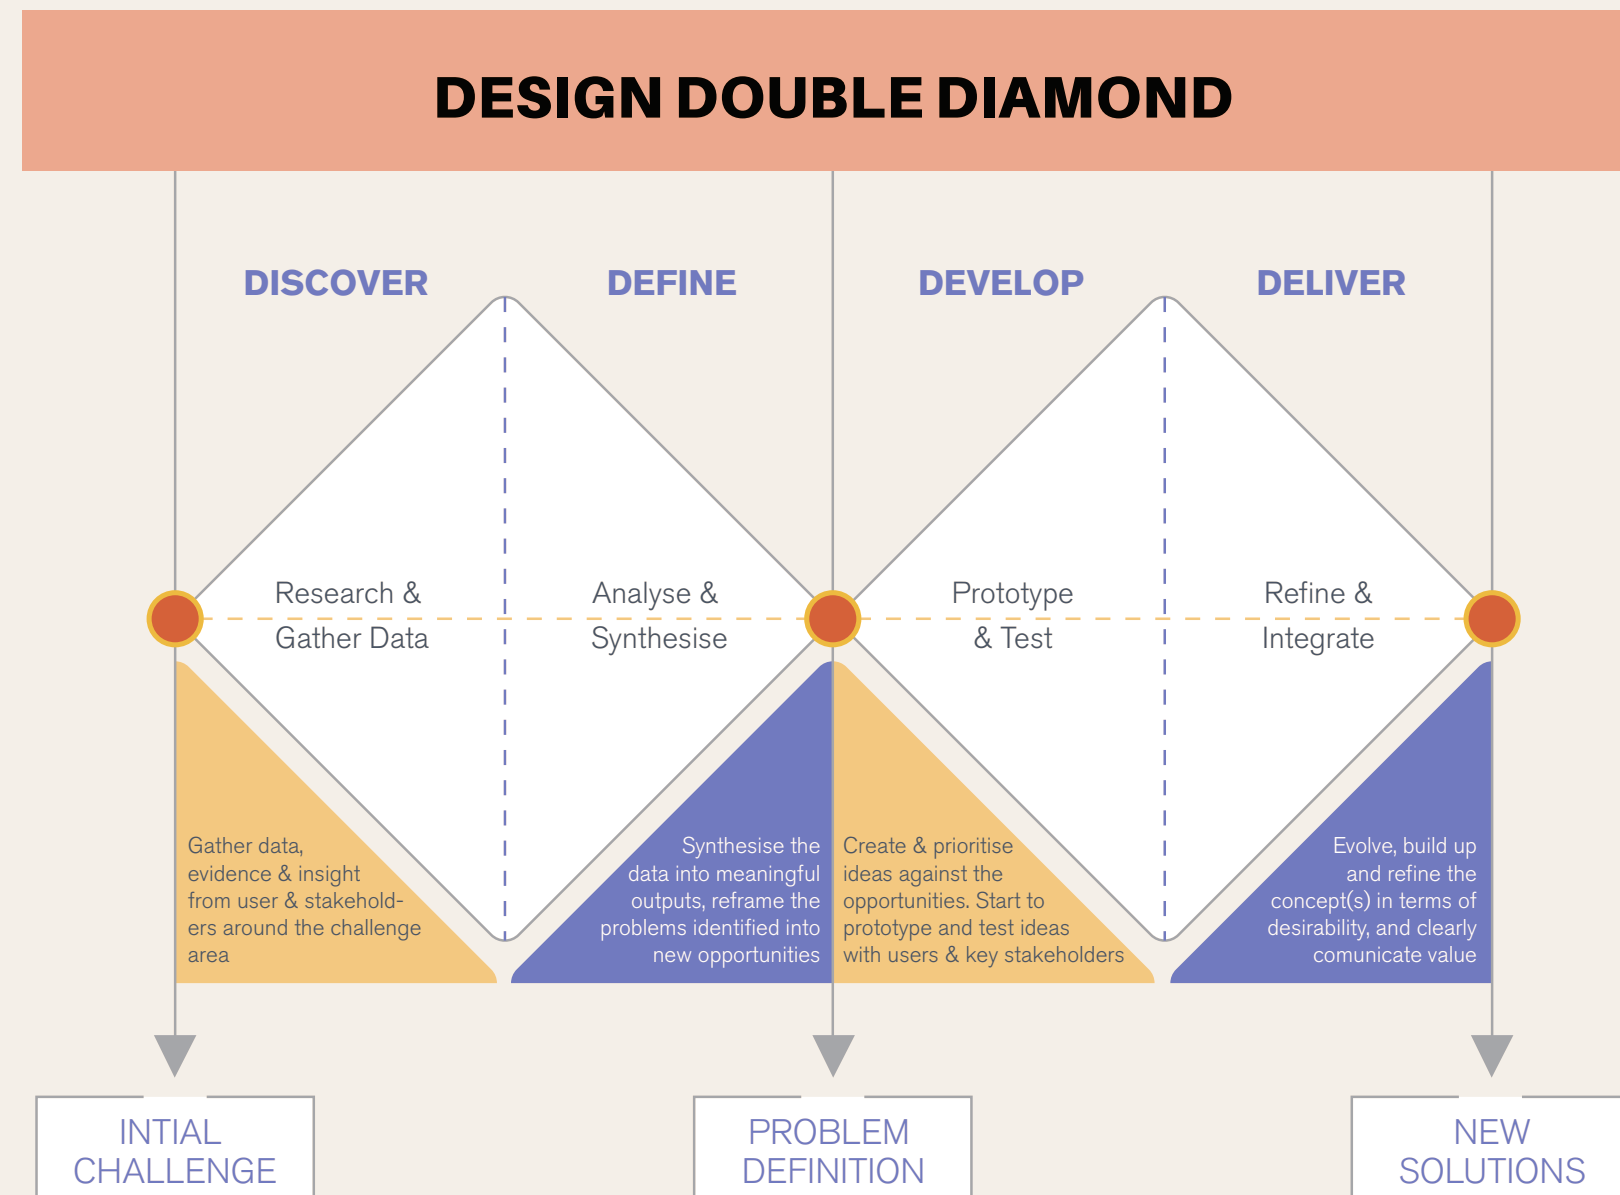 DESIGN DOUBLE DIAMOND
DISCOVER
DEFINE
DEVELOP
DELIVER
Research &
Gather Data
Analyse &
Synthesise
Prototype
& Test
Refine &
Integrate
Gather data,
evidence & insight
from user & stakehold-
ers around the challenge
area
Synthesise the
data into meaningful
outputs, reframe the
problems identified into
new opportunities
Create & prioritise
ideas against the
opportunities. Start to
prototype and test ideas
with users & key stakeholders
Evolve, build up
and refine the
concept(s) in terms of
desirability, and clearly
comunicate value
INTIAL
CHALLENGE
PROBLEM
DEFINITION
NEW
SOLUTIONS